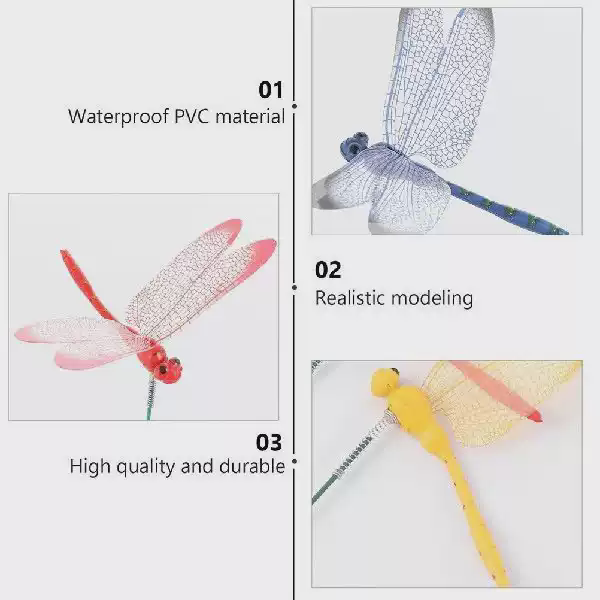 01
Waterproof PVC material
02
Realistic modeling
03
High quality and durable